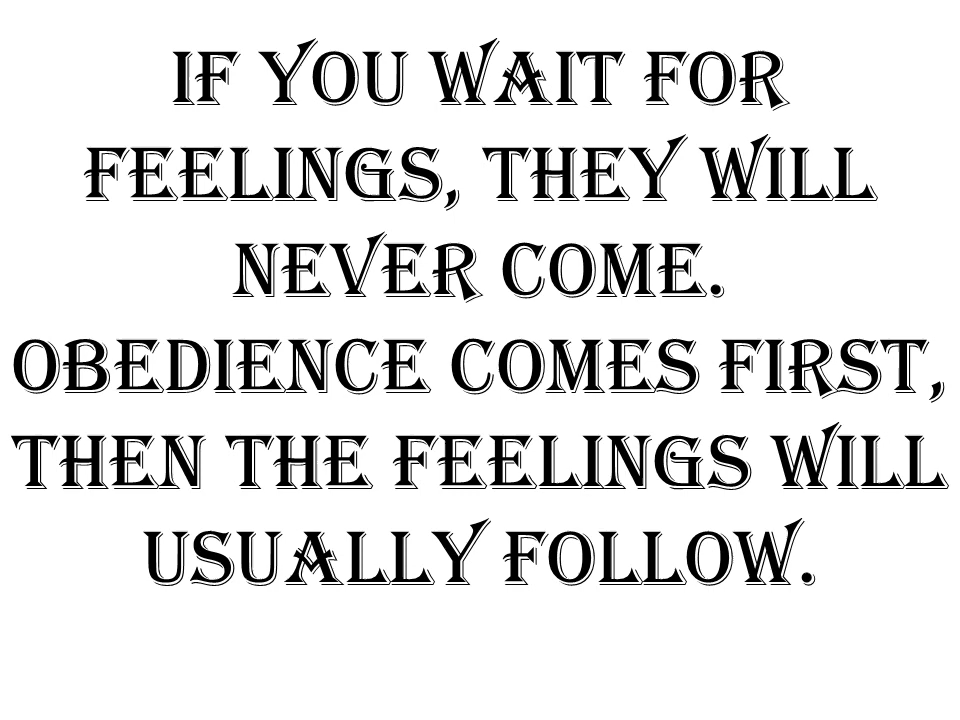 IF YOU WAIT FOR
FEELINGS, THEY WILL
NEVER COME.
OBEDIENCE COMES FIRST,
THEN THE FEELINGS WILL
USUALLY FOLLOW.